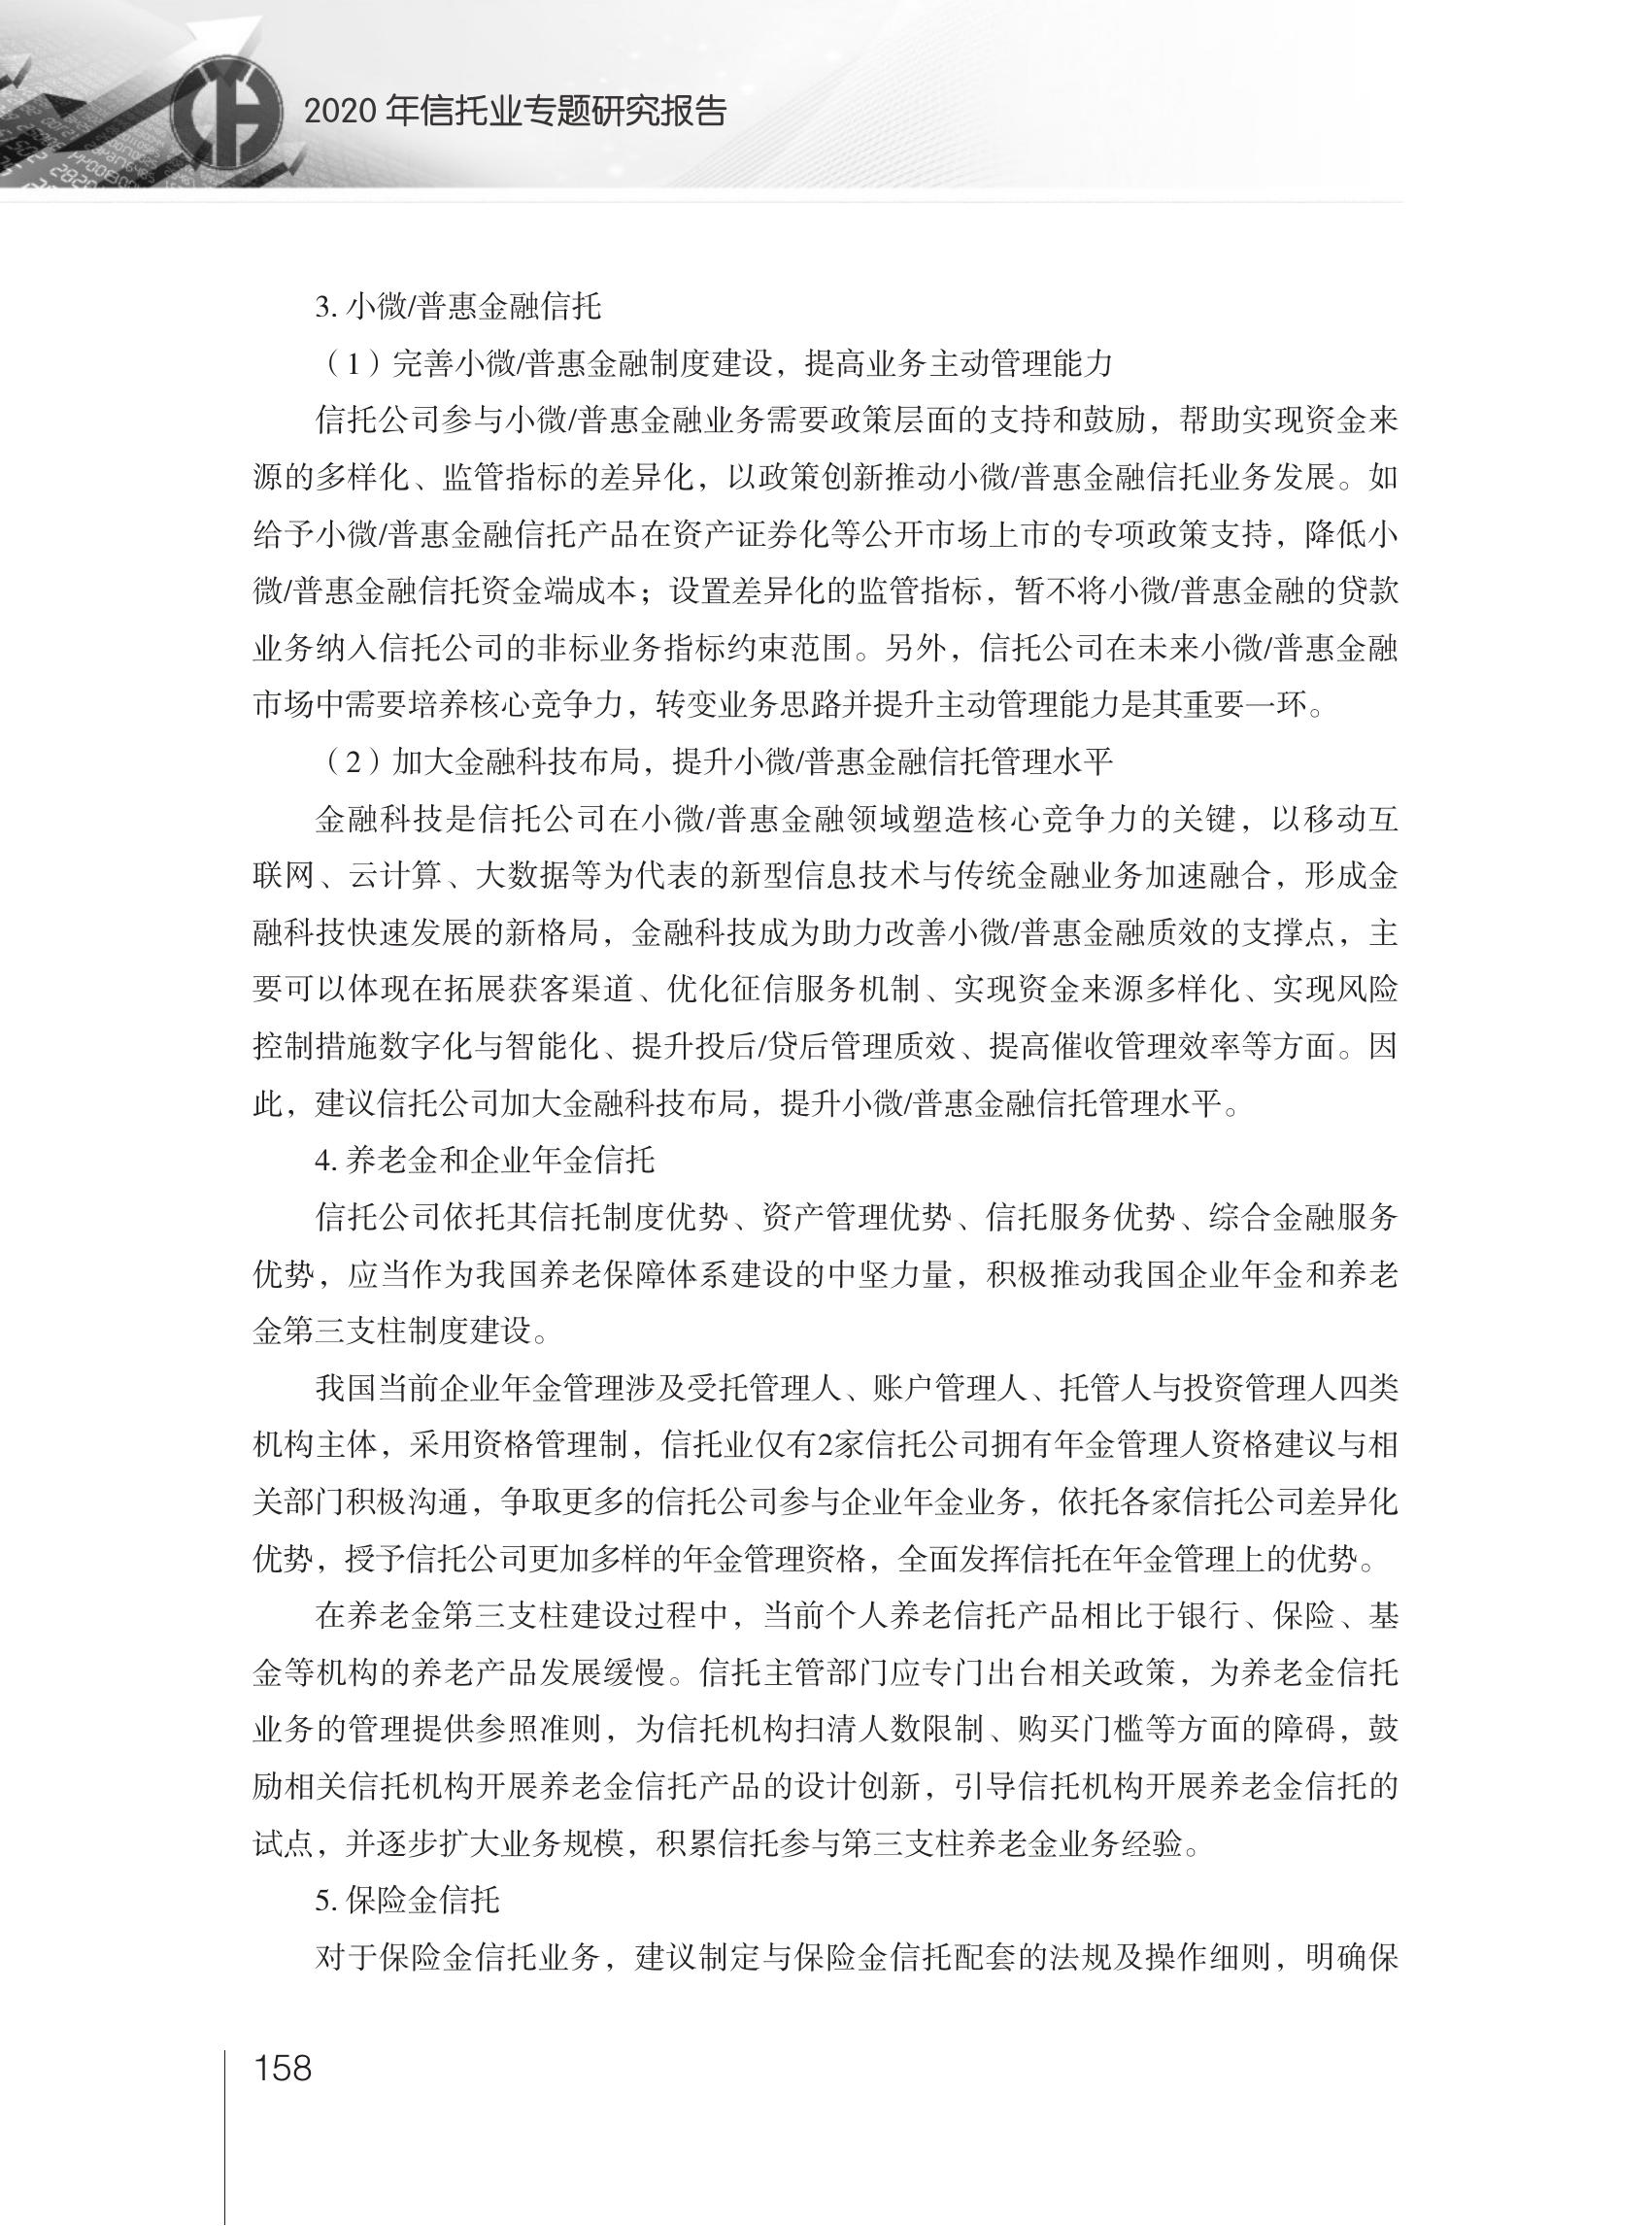 2020 年信托业专题研究报告
3. 小微/普惠金融信托
（1）完善小微/普惠金融制度建设，提高业务主动管理能力
信托公司参与小微/普惠金融业务需要政策层面的支持和鼓励，帮助实现资金来
源的多样化、监管指标的差异化，以政策创新推动小微/普惠金融信托业务发展。如
给予小微/普惠金融信托产品在资产证券化等公开市场上市的专项政策支持，降低小
微/普惠金融信托资金端成本；设置差异化的监管指标，暂不将小微/普惠金融的贷款
业务纳入信托公司的非标业务指标约束范围。另外，信托公司在未来小微/普惠金融
市场中需要培养核心竞争力，转变业务思路并提升主动管理能力是其重要一环。
（2）加大金融科技布局，提升小微/普惠金融信托管理水平
金融科技是信托公司在小微/普惠金融领域塑造核心竞争力的关键，以移动互
联网、云计算、大数据等为代表的新型信息技术与传统金融业务加速融合，形成金
融科技快速发展的新格局，金融科技成为助力改善小微/普惠金融质效的支撑点，主
要可以体现在拓展获客渠道、优化征信服务机制、实现资金来源多样化、实现风险
控制措施数字化与智能化、提升投后/贷后管理质效、提高催收管理效率等方面。因
此，建议信托公司加大金融科技布局，提升小微/普惠金融信托管理水平。
4. 养老金和企业年金信托
信托公司依托其信托制度优势、资产管理优势、信托服务优势、综合金融服务
优势，应当作为我国养老保障体系建设的中坚力量，积极推动我国企业年金和养老
金第三支柱制度建设。
我国当前企业年金管理涉及受托管理人、账户管理人、托管人与投资管理人四类
机构主体，采用资格管理制，信托业仅有2家信托公司拥有年金管理人资格建议与相
关部门积极沟通，争取更多的信托公司参与企业年金业务，依托各家信托公司差异化
优势，授予信托公司更加多样的年金管理资格，全面发挥信托在年金管理上的优势。
在养老金第三支柱建设过程中，当前个人养老信托产品相比于银行、保险、基
金等机构的养老产品发展缓慢。信托主管部门应专门出台相关政策，为养老金信托
业务的管理提供参照准则，为信托机构扫清人数限制、购买门槛等方面的障碍，鼓
励相关信托机构开展养老金信托产品的设计创新，引导信托机构开展养老金信托的
试点，并逐步扩大业务规模，积累信托参与第三支柱养老金业务经验。
5. 保险金信托
对于保险金信托业务，建议制定与保险金信托配套的法规及操作细则，明确保
158